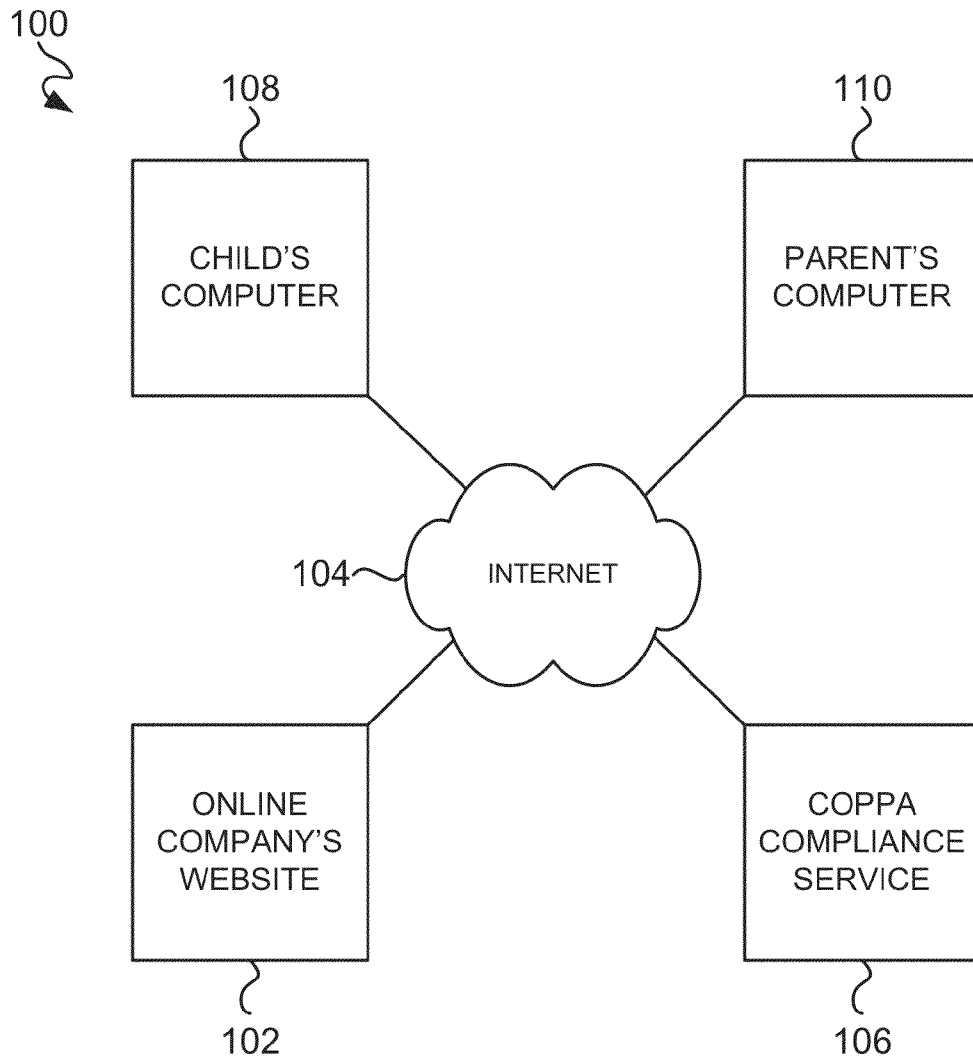 100
108
110
CHILD'S
COMPUTER
PARENT'S
COMPUTER
104
INTERNET
ONLINE
COMPANY'S
WEBSITE
COPPA
COMPLIANCE
SERVICE
102
106